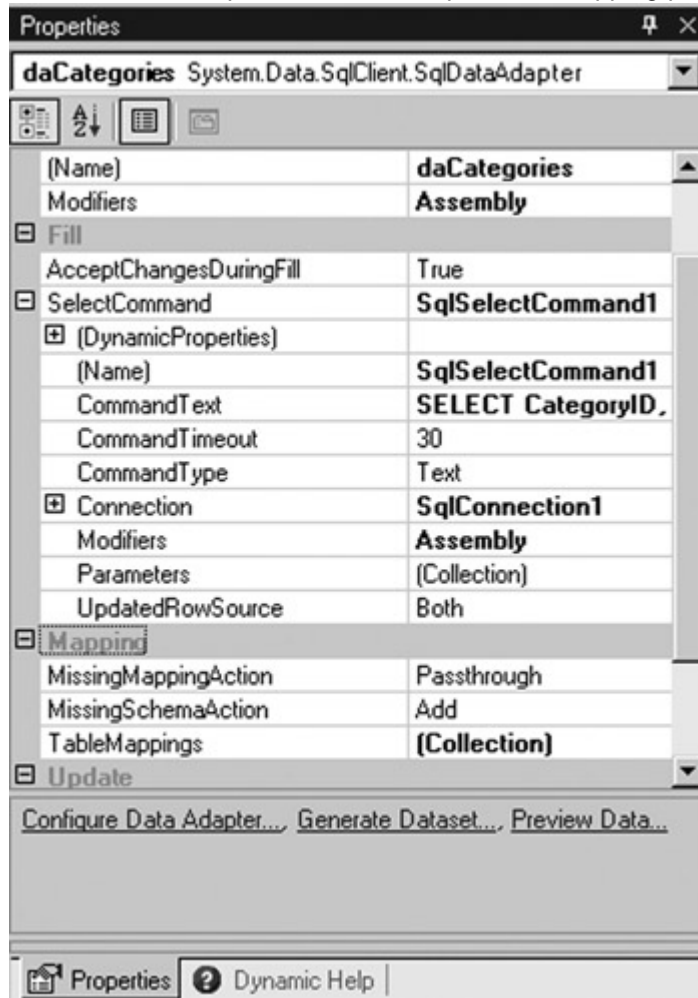 Properties
daCategories System.Data.SqlClient.SqlDataAdapter
(Name) daCategories
Modifiers Assembly
Fill
AcceptChangesDuringFill True
SelectCommand SqlSelectCommand1
(DynamicProperties)
(Name) SqlSelectCommand1
CommandText SELECT CategoryID,
CommandTimeout 30
CommandType Text
Connection SqlConnection1
Modifiers Assembly
Parameters (Collection)
UpdatedRowSource Both
Mapping
MissingMappingAction Passthrough
MissingSchemaAction Add
TableMappings (Collection)
Update
Configure Data Adapter..., Generate Dataset..., Preview Data...
Properties Dynamic Help